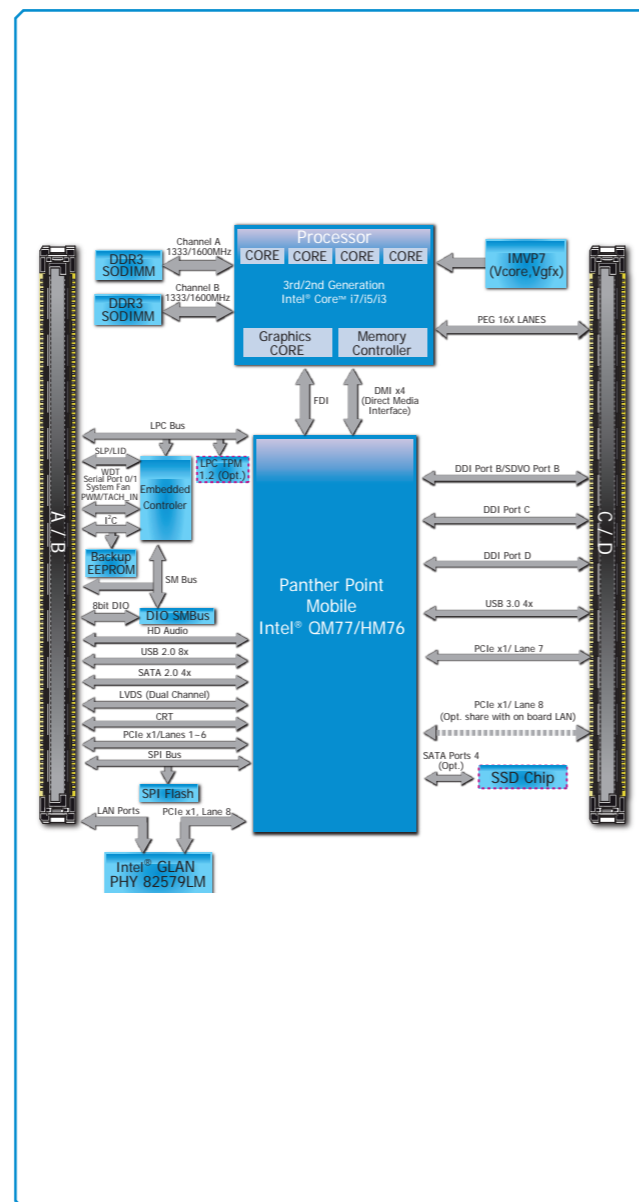 Processor
CORE CORE CORE CORE
3rd/2nd Generation
Intel® Core™ i7/i5/i3
Graphics
CORE
Memory
Controller
Channel A
1333/1600MHz
DDR3
SODIMM
Channel B
1333/1600MHz
DDR3
SODIMM
IMVP7
(Vcore,Vgfx)
PEG 16X LANES
FDI
DMI x4
(Direct Media
Interface)
A / B
C / D
LPC Bus
SLP/LID
LPC TPM
1.2 (Opt.)
WDT
Serial Port 0/1
System Fan
PWM/TACH_IN
Embedded
Controler
I²C
Backup
EEPROM
SM Bus
8bit DIO
DIO SMBus
HD Audio
USB 2.0 8x
SATA 2.0 4x
LVDS (Dual Channel)
CRT
PCIe x1/Lanes 1~6
SPI Bus
SPI Flash
LAN Ports
PCIe x1, Lane 8
Intel® GLAN
PHY 82579LM
Panther Point
Mobile
Intel® QM77/HM76
DDI Port B/SDVO Port B
DDI Port C
DDI Port D
USB 3.0 4x
PCIe x1/ Lane 7
PCIe x1/ Lane 8
(Opt. share with on board LAN)
SATA Ports 4
(Opt.)
SSD Chip